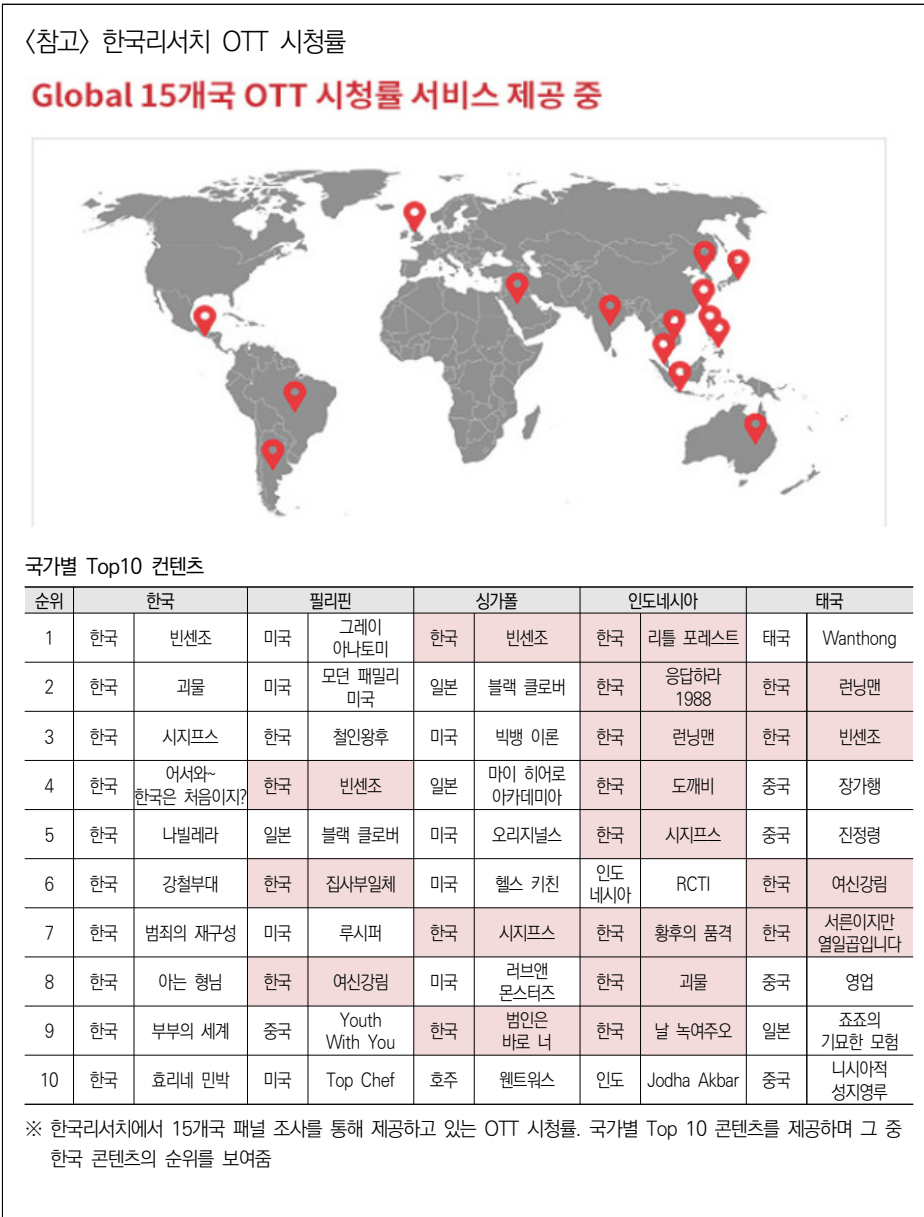 〈참고〉 한국리서치 OTT 시청률
Global 15개국 OTT 시청률 서비스 제공 중
국가별 Top10 컨텐츠
순위 한국 필리핀 싱가폴 인도네시아 태국
1 한국 빈센조 미국 그레이 아나토미 한국 빈센조 한국 리틀 포레스트 태국 Wanthong
2 한국 괴물 미국 모던 패밀리 미국 일본 블랙 클로버 한국 응답하라 1988 한국 런닝맨
3 한국 시지프스 한국 철인왕후 미국 빅뱅 이론 한국 런닝맨 한국 빈센조
4 한국 어서와~ 한국은 처음이지? 한국 빈센조 일본 마이 히어로 아카데미아 한국 도깨비 중국 장가행
5 한국 나빌레라 일본 블랙 클로버 미국 오리지널스 한국 시지프스 중국 진정령
6 한국 강철부대 한국 집사부일체 미국 헬스 키친 인도 네시아 RCTI 한국 여신강림
7 한국 범죄의 재구성 미국 루시퍼 한국 시지프스 한국 황후의 품격 한국 서른이지만 열일곱입니다
8 한국 아는 형님 한국 여신강림 미국 러브앤 몬스터즈 한국 괴물 중국 영업
9 한국 부부의 세계 중국 Youth With You 한국 범인은 바로 너 한국 날 녹여주오 일본 죠죠의 기묘한 모험
10 한국 효리네 민박 미국 Top Chef 호주 웬트워스 인도 Jodha Akbar 중국 니시아적 성지영루
※ 한국리서치에서 15개국 패널 조사를 통해 제공하고 있는 OTT 시청률. 국가별 Top 10 콘텐츠를 제공하며 그 중
한국 콘텐츠의 순위를 보여줌